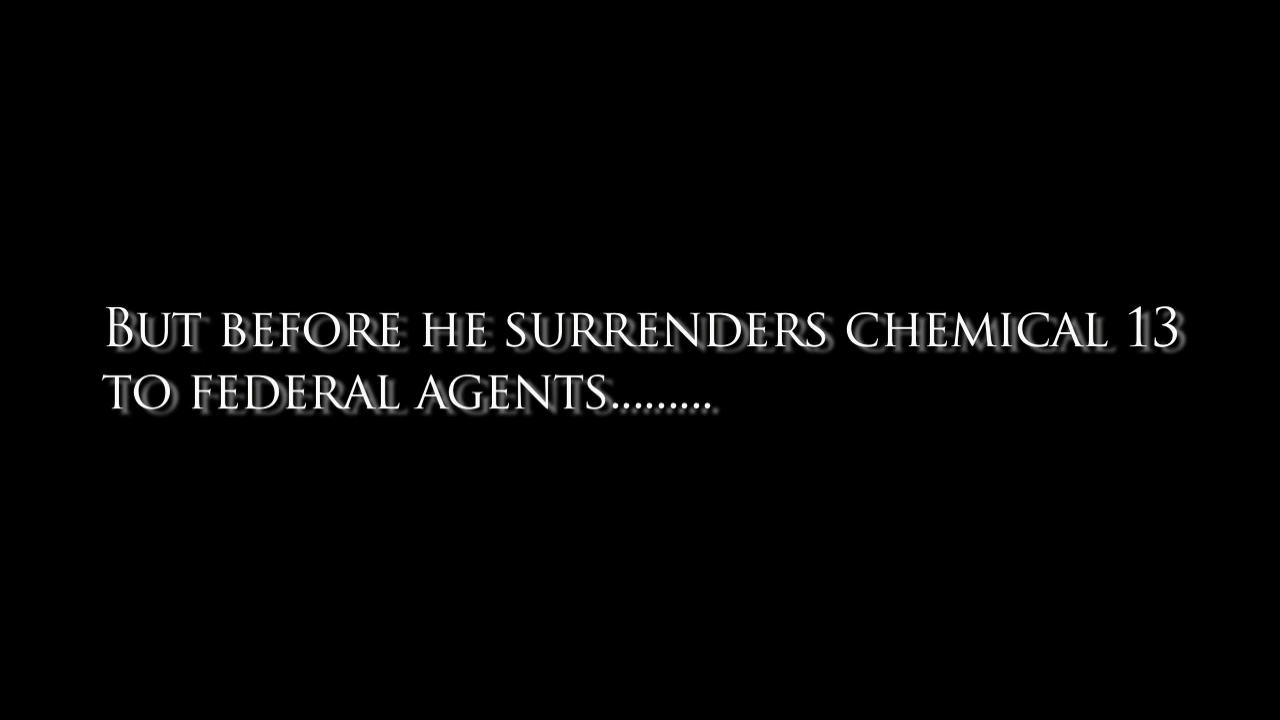 But before he surrenders chemical 13
to federal agents.........